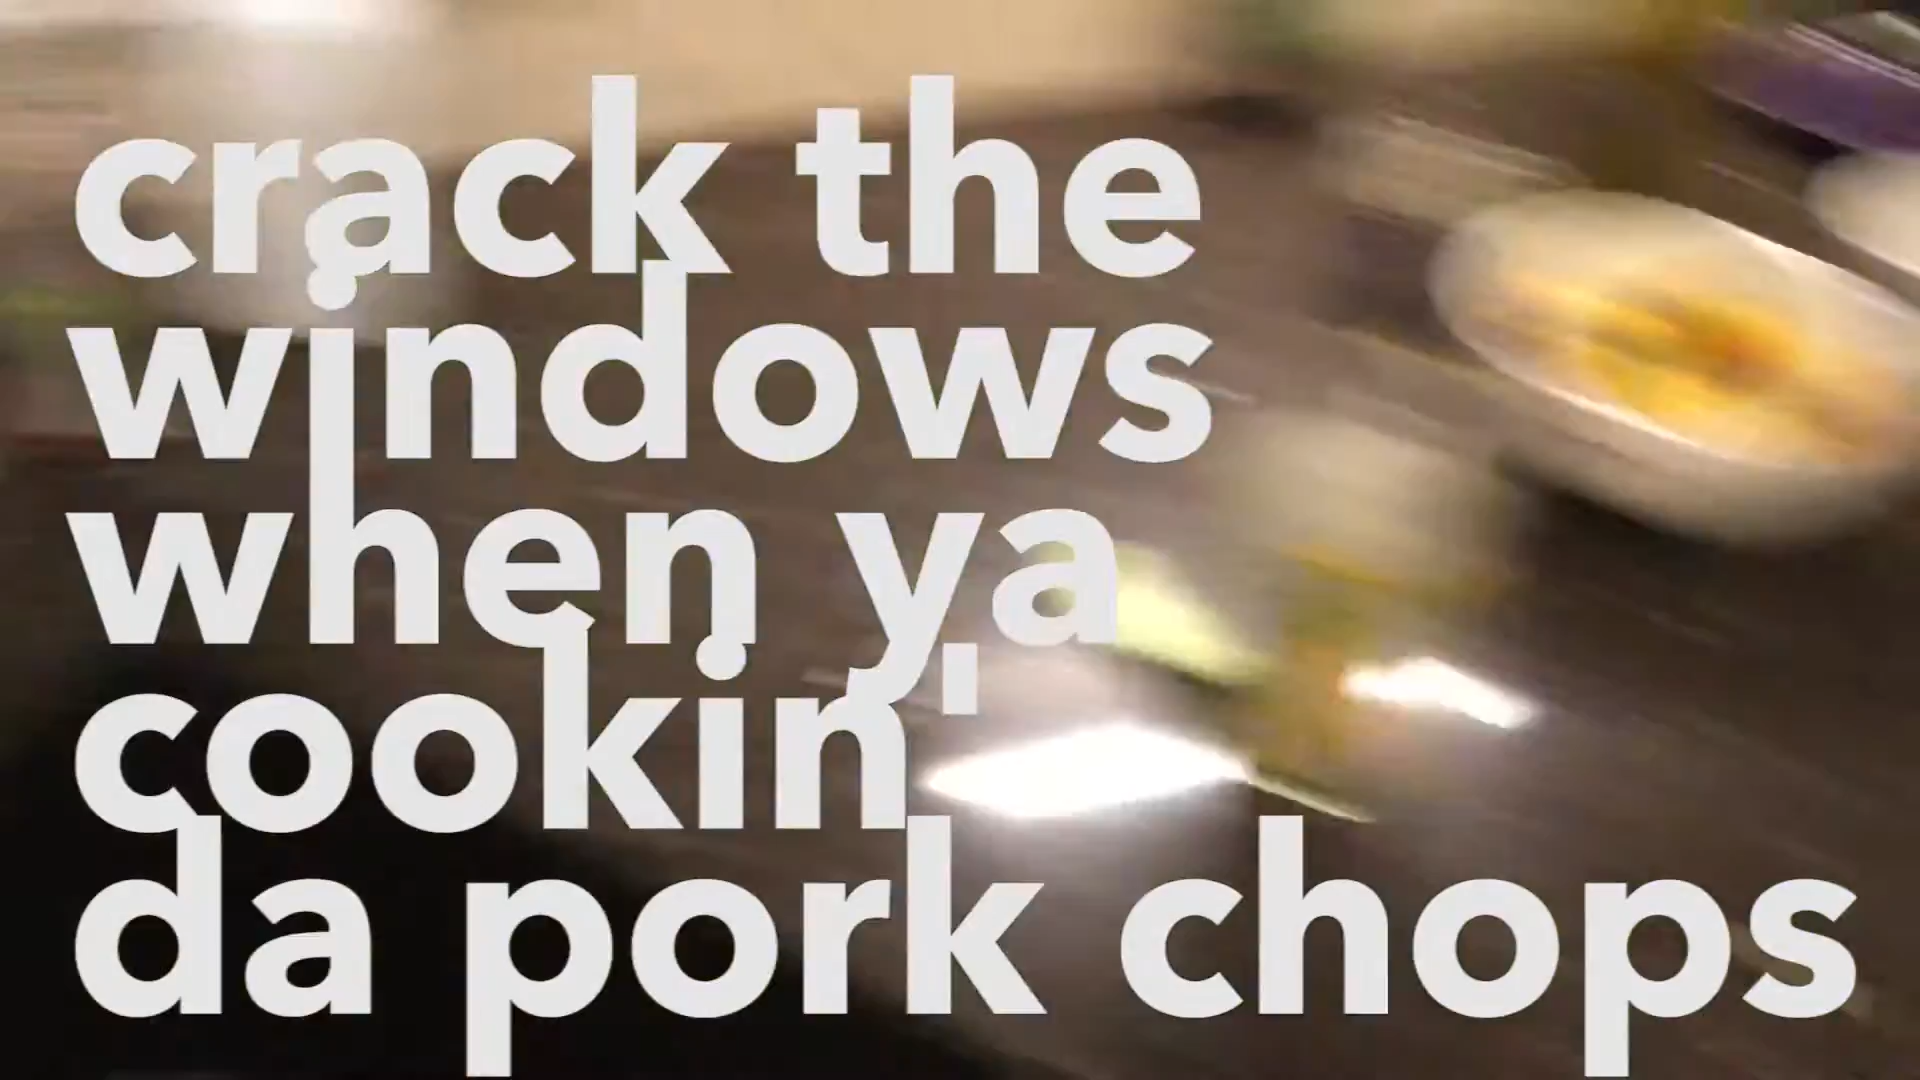 crack the
windows
when ya
cookin'
da pork chops